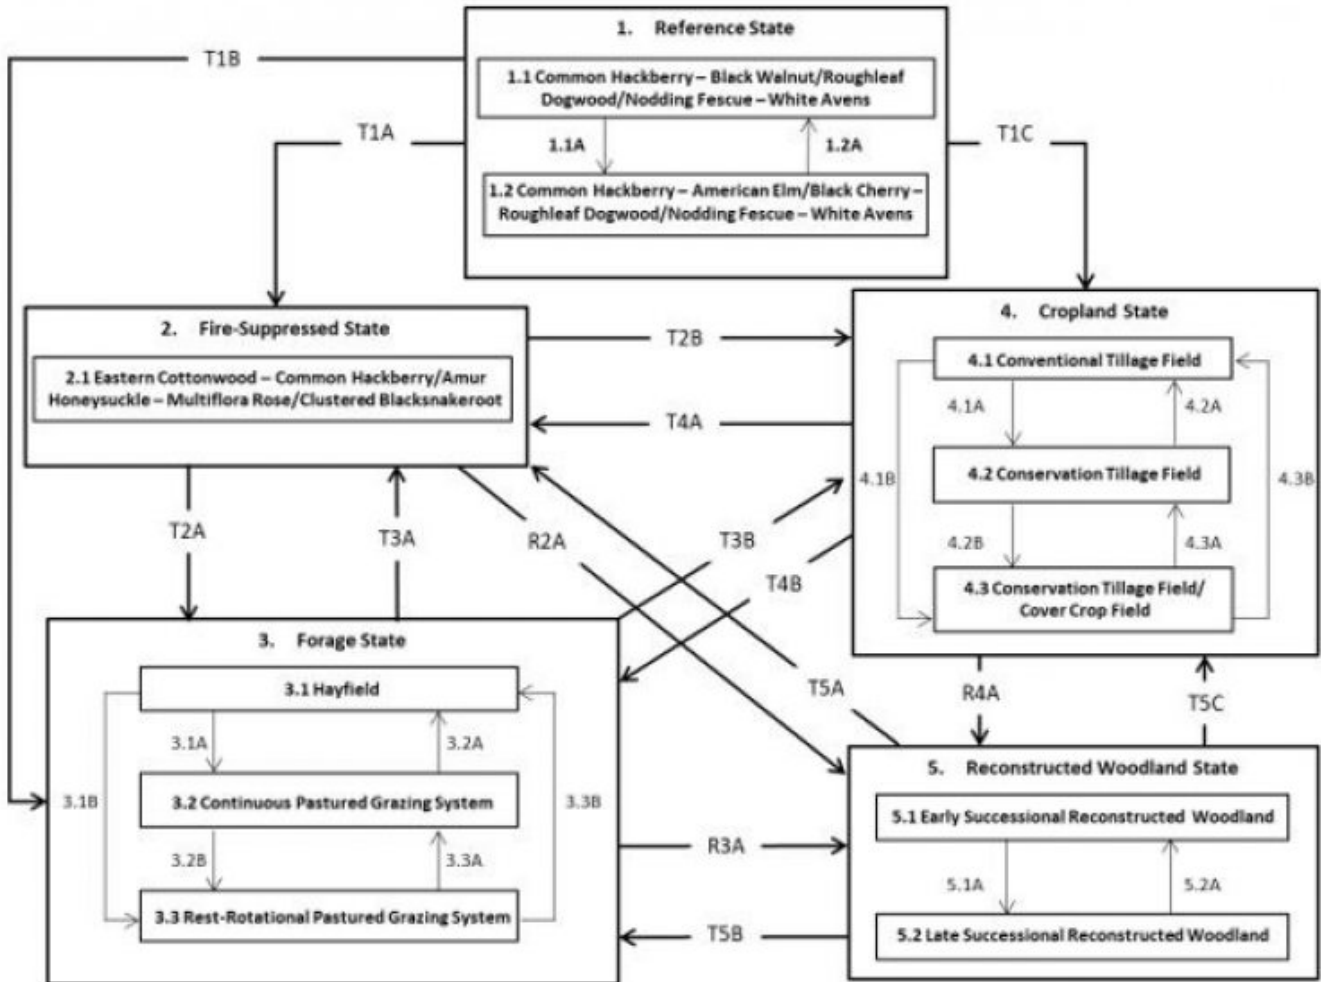 1. Reference State
1.1 Common Hackberry – Black Walnut/Roughleaf
Dogwood/Nodding Fescue – White Avens
1.1A
1.2A
1.2 Common Hackberry – American Elm/Black Cherry –
Roughleaf Dogwood/Nodding Fescue – White Avens
T1B
T1A
T1C
2. Fire-Suppressed State
2.1 Eastern Cottonwood – Common Hackberry/Amur
Honeysuckle – Multiflora Rose/Clustered Blacksnakeroot
T2B
T4A
4. Cropland State
4.1 Conventional Tillage Field
4.1A
4.2A
4.2 Conservation Tillage Field
4.1B
4.3B
4.2B
4.3A
4.3 Conservation Tillage Field/
Cover Crop Field
T2A
T3A
R2A
T3B
T4B
T5A
R4A
T5C
3. Forage State
3.1 Hayfield
3.1A
3.2A
3.2 Continuous Pastured Grazing System
3.1B
3.3B
3.2B
3.3A
3.3 Rest-Rotational Pastured Grazing System
R3A
T5B
5. Reconstructed Woodland State
5.1 Early Successional Reconstructed Woodland
5.1A
5.2A
5.2 Late Successional Reconstructed Woodland